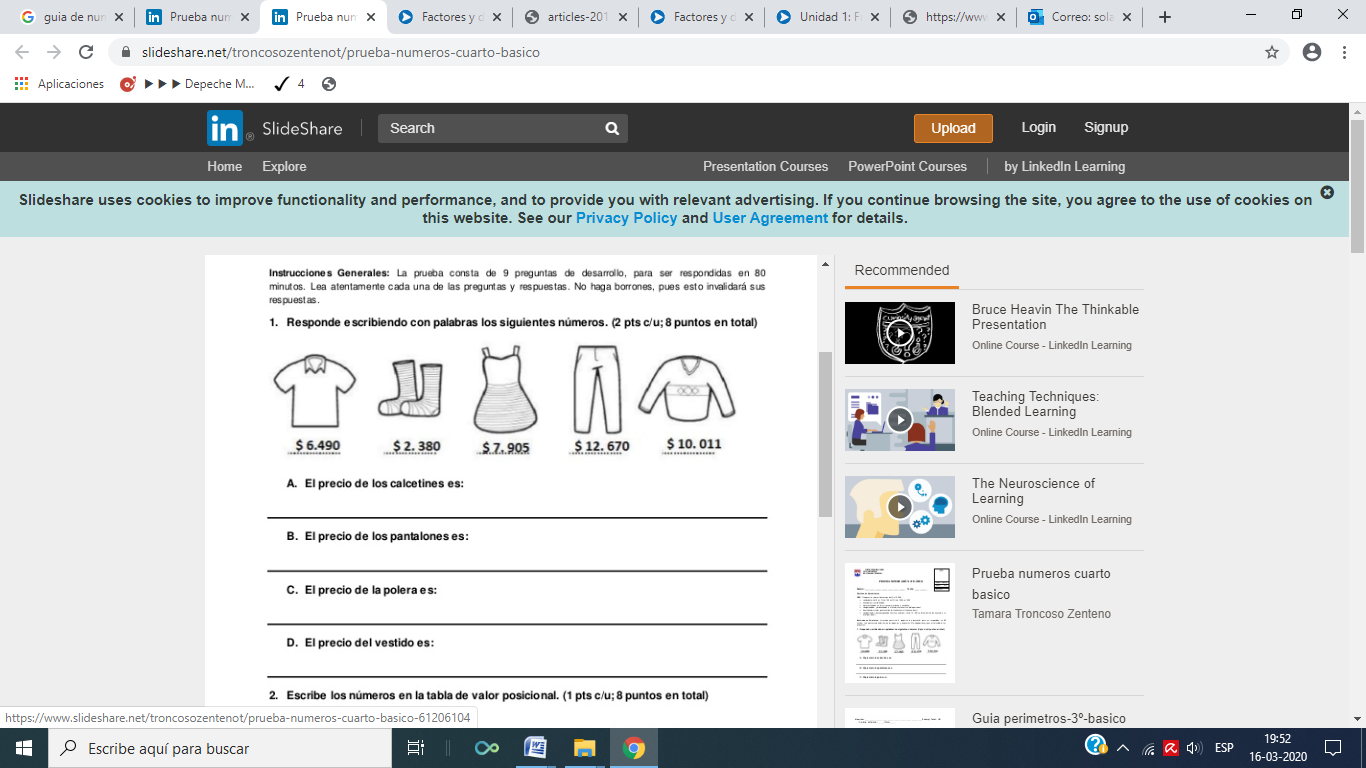 guia de nun
Prueba num
Prueba num
Factores y d
articles-201
Factores y d
Unidad 1: Fr
https://www
Correo: sola
slideshare.net/troncosozentenot/prueba-numeros-cuarto-basico
Aplicaciones
►►► Depeche M...
4
in® SlideShare
Search
Upload
Login
Signup
Home
Explore
Presentation Courses
PowerPoint Courses
by LinkedIn Learning
Slideshare uses cookies to improve functionality and performance, and to provide you with relevant advertising. If you continue browsing the site, you agree to the use of cookies on
this website. See our Privacy Policy and User Agreement for details.
Instrucciones Generales: La prueba consta de 9 preguntas de desarrollo, para ser respondidas en 80
minutos. Lea atentamente cada una de las preguntas y respuestas. No haga borrones, pues esto invalidará sus
respuestas.
1. Responde escribiendo con palabras los siguientes números. (2 pts c/u; 8 puntos en total)
$ 6.490
$ 2. 380
$ 7. 905
$ 12. 670
$ 10. 011
A. El precio de los calcetines es:
B. El precio de los pantalones es:
C. El precio de la polera es:
D. El precio del vestido es:
2. Escribe los números en la tabla de valor posicional. (1 pts c/u; 8 puntos en total)
Recommended
Bruce Heavin The Thinkable
Presentation
Online Course - LinkedIn Learning
Teaching Techniques:
Blended Learning
Online Course - LinkedIn Learning
The Neuroscience of
Learning
Online Course - LinkedIn Learning
Prueba numeros cuarto
basico
Tamara Troncoso Zenteno
Guia perimetros-3º-basico
https://www.slideshare.net/troncosozentenot/prueba-numeros-cuarto-basico-61206104
Escribe aquí para buscar
ESP
19:52
16-03-2020